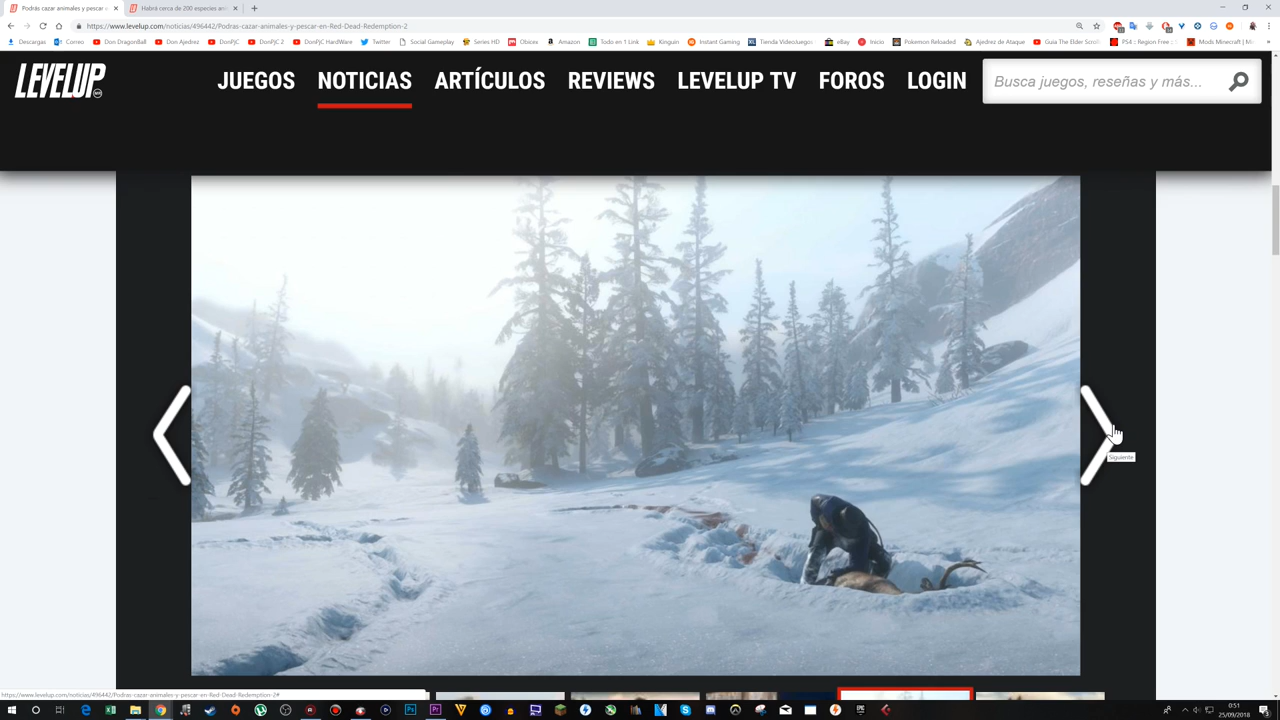 Podrás cazar animales y pescar e
Habrá cerca de 200 especies ani
https://www.levelup.com/noticias/496442/Podras-cazar-animales-y-pescar-en-Red-Dead-Redemption-2
Descargas
Correo
Don DragonBall
Don Ajedrez
DonPjC
DonPjC 2
DonPjC HardWare
Twitter
Social Gameplay
Series HD
Obicex
Amazon
Todo en 1 Link
Kinguin
Instant Gaming
Tienda VideoJuegos
eBay
Inicio
Pokemon Reloaded
Ajedrez de Ataque
Guia The Elder Scroll
PS4 :: Region Free ::
Mods Minecraft | M
LEVELUP
JUEGOS
NOTICIAS
ARTÍCULOS
REVIEWS
LEVELUP TV
FOROS
LOGIN
Busca juegos, reseñas y más...
Siguiente
https://www.levelup.com/noticias/496442/Podras-cazar-animales-y-pescar-en-Red-Dead-Redemption-2#
0:51
25/09/2018